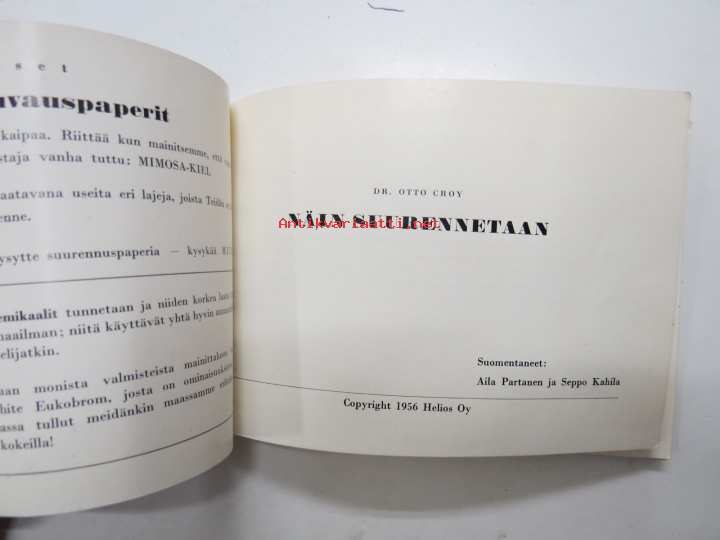 set
uvauspaperit
kaipaa. Riittää kun mainitsemme, että
staja vanha tuttu: MIMOSA-KIEL
aatavana useita eri lajeja, joista
enne.
ysytte suurennuspaperia — kysykää
emikaalit tunnetaan ja niiden korkea
maailman; niitä käyttävät yhtä hyvin
elijatkin.
aan monista valmisteista mainittakoon
hite Eukobrom, josta on
assa tullut meidänkin maassamme
kokeilla!
DR. OTTO CROY
NÄIN SUURENNETAAN
Antikvariaatti.net
Suomentaneet:
Aila Partanen ja Seppo Kahila
Copyright 1956 Helios Oy